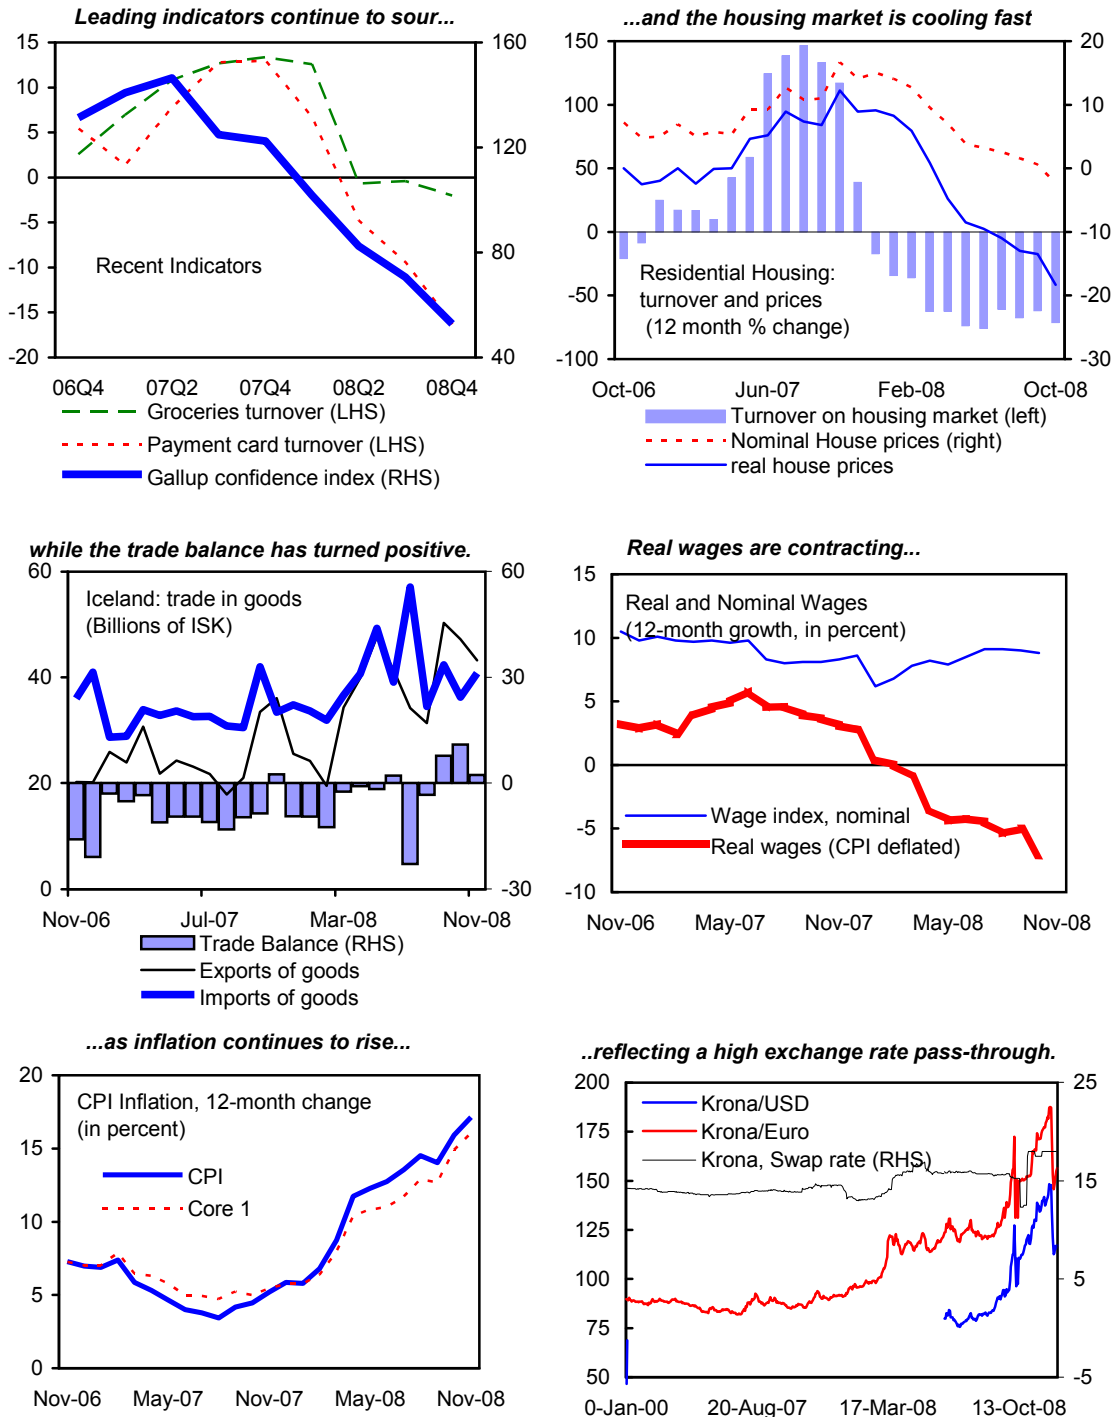 Leading indicators continue to sour...
15
10
5
0
-5
-10
-15
-20
160
120
80
40
Recent Indicators
06Q4 07Q2 07Q4 08Q2 08Q4
Groceries turnover (LHS)
Payment card turnover (LHS)
Gallup confidence index (RHS)
...and the housing market is cooling fast
150
100
50
0
-50
-100
20
10
0
-10
-20
-30
Residential Housing:
turnover and prices
(12 month % change)
Oct-06 Jun-07 Feb-08 Oct-08
Turnover on housing market (left)
Nominal House prices (right)
real house prices
while the trade balance has turned positive.
60
40
20
0
60
30
0
-30
Iceland: trade in goods
(Billions of ISK)
Nov-06 Jul-07 Mar-08 Nov-08
Trade Balance (RHS)
Exports of goods
Imports of goods
Real wages are contracting...
15
10
5
0
-5
-10
Real and Nominal Wages
(12-month growth, in percent)
Wage index, nominal
Real wages (CPI deflated)
Nov-06 May-07 Nov-07 May-08 Nov-08
...as inflation continues to rise...
20
15
10
5
0
CPI Inflation, 12-month change
(in percent)
CPI
Core 1
Nov-06 May-07 Nov-07 May-08 Nov-08
..reflecting a high exchange rate pass-through.
200
175
150
125
100
75
50
25
15
5
-5
Krona/USD
Krona/Euro
Krona, Swap rate (RHS)
0-Jan-00 20-Aug-07 17-Mar-08 13-Oct-08